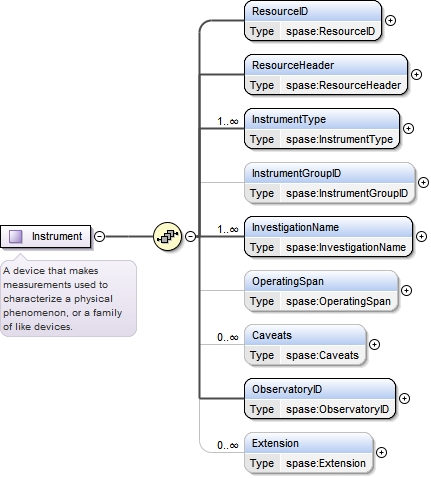 ResourceID
Type spase:ResourceID
ResourceHeader
Type spase:ResourceHeader
1..∞
InstrumentType
Type spase:InstrumentType
InstrumentGroupID
Type spase:InstrumentGroupID
1..∞
InvestigationName
Type spase:InvestigationName
Instrument
A device that makes
measurements used to
characterize a physical
phenomenon, or a family
of like devices.
OperatingSpan
Type spase:OperatingSpan
0..∞
Caveats
Type spase:Caveats
ObservatoryID
Type spase:ObservatoryID
0..∞
Extension
Type spase:Extension